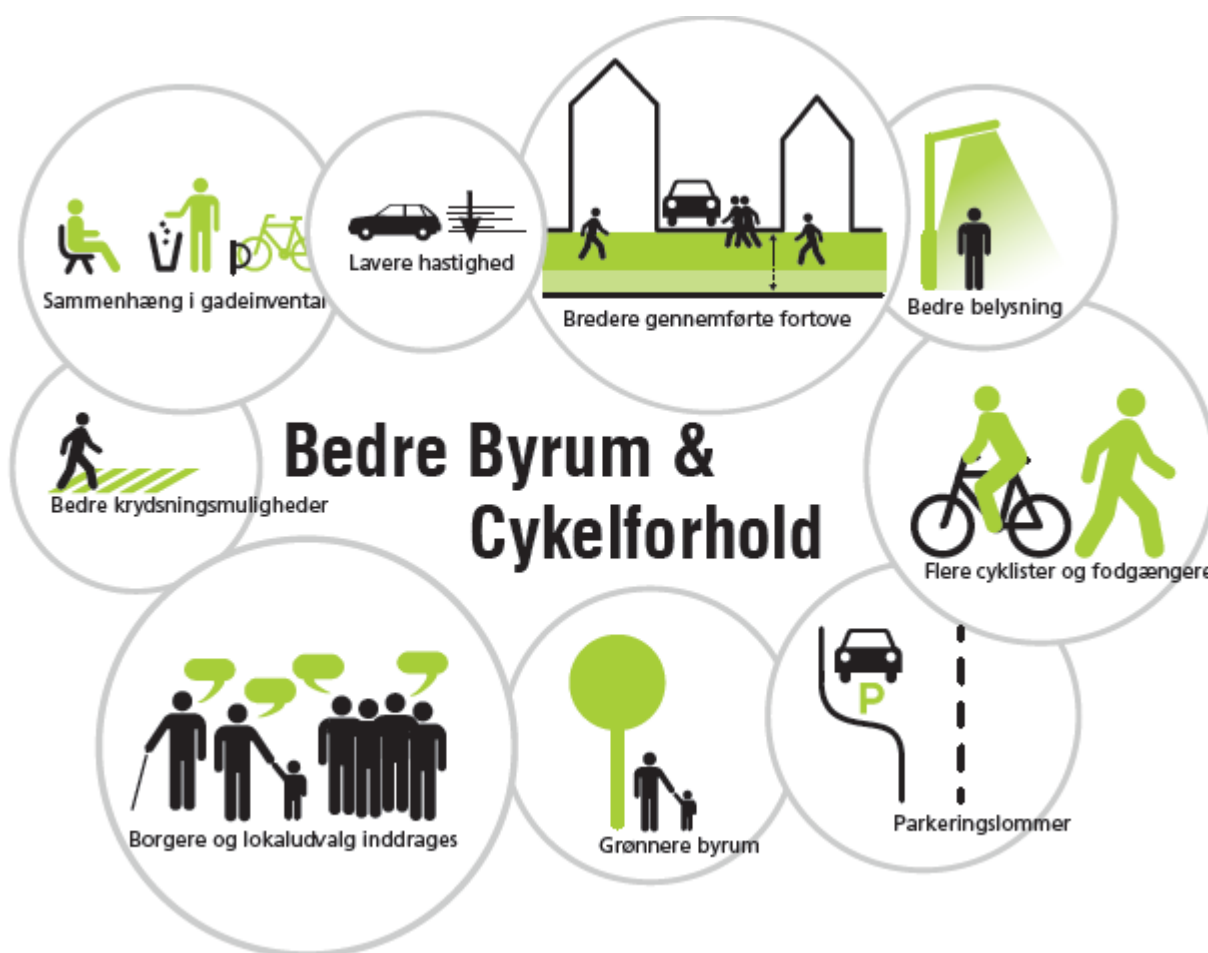 Sammenhæng i gadeinventar
Lavere hastighed
Bredere gennemførte fortove
Bedre belysning
Bedre krydsningsmuligheder
Bedre Byrum &
Cykelforhold
Flere cyklister og fodgængere
P
Borgere og lokaludvalg inddrages
Grønnere byrum
Parkeringslommer